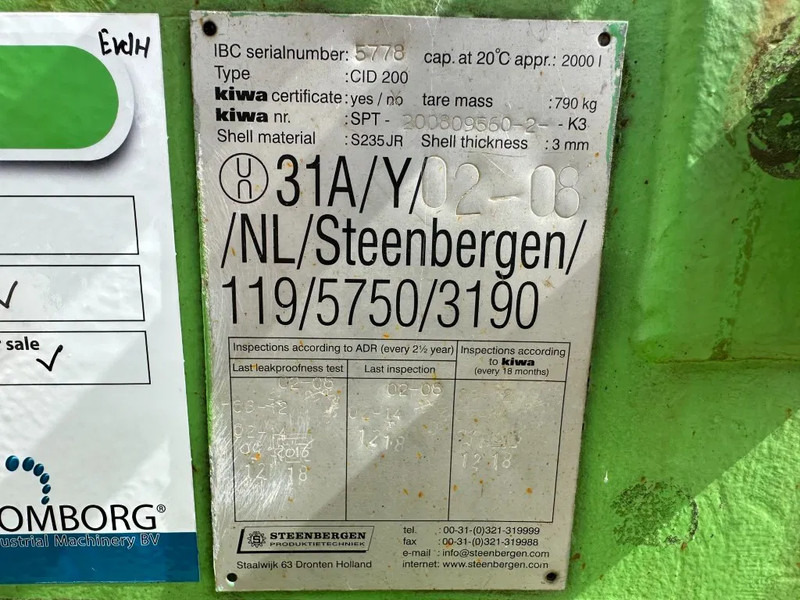 EWH
r sale
OMBORG®
dustrial Machinery BV
IBC serialnumber: 5778 cap. at 20°C appr.: 2000 l
Type :CID 200
kiwa certificate :yes / no tare mass :790 kg
kiwa nr. :SPT - 200809560-2- - K3
Shell material :S235JR Shell thickness :3 mm
un 31A/Y/02-08
/NL/Steenbergen/
119/5750/3190
Inspections according to ADR (every 2½ year) Inspections according to kiwa (every 18 months)
Last leakproofness test Last inspection
02-08 02-08
02-14
2013
12 18 12 18 12 18
STEENBERGEN
PRODUKTIETECHNIEK
Staalwijk 63 Dronten Holland
tel. : 00-31-(0)321-319999
fax : 00-31-(0)321-319988
e-mail : info@steenbergen.com
internet: www.steenbergen.com